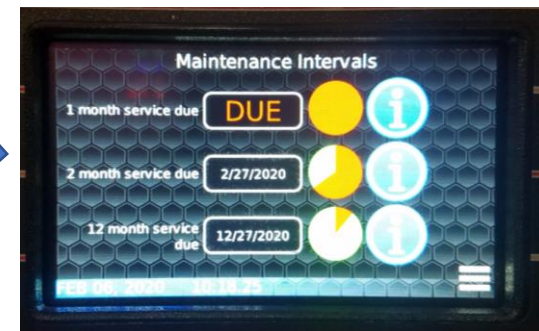 Maintenance Intervals
1 month service due DUE i
2 month service due 2/27/2020 i
12 month service due 12/27/2020 i
FEB 06, 2020 10:18.25